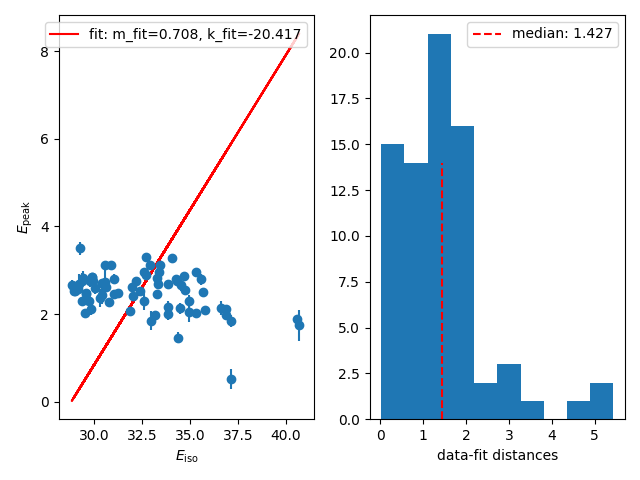 fit: m_fit=0.708, k_fit=-20.417
8
6
4
2
0
30.0 32.5 35.0 37.5 40.0
E_iso
E_peak
median: 1.427
20.0
17.5
15.0
12.5
10.0
7.5
5.0
2.5
0.0
0 1 2 3 4 5
data-fit distances